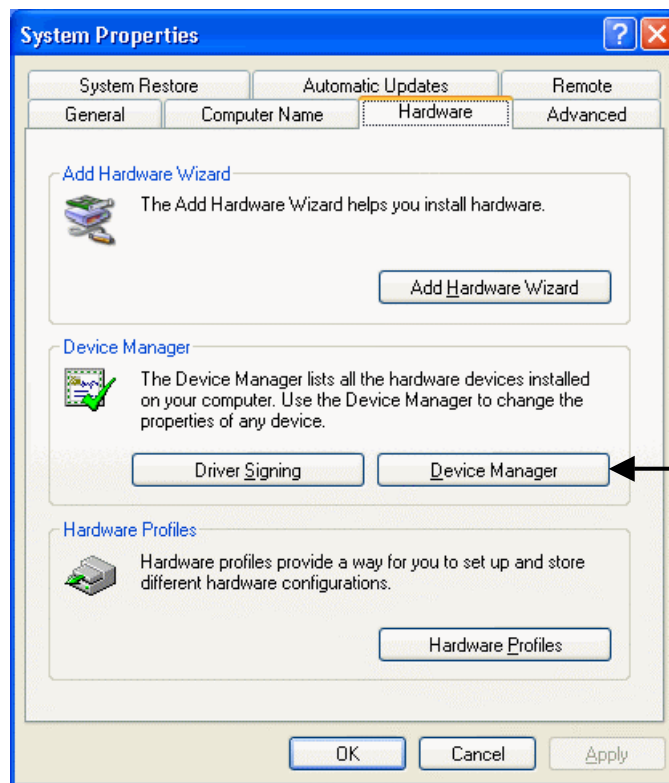 System Properties
System Restore
Automatic Updates
Remote
General
Computer Name
Hardware
Advanced
Add Hardware Wizard
The Add Hardware Wizard helps you install hardware.
Add Hardware Wizard
Device Manager
The Device Manager lists all the hardware devices installed
on your computer. Use the Device Manager to change the
properties of any device.
Driver Signing
Device Manager
Hardware Profiles
Hardware profiles provide a way for you to set up and store
different hardware configurations.
Hardware Profiles
OK
Cancel
Apply